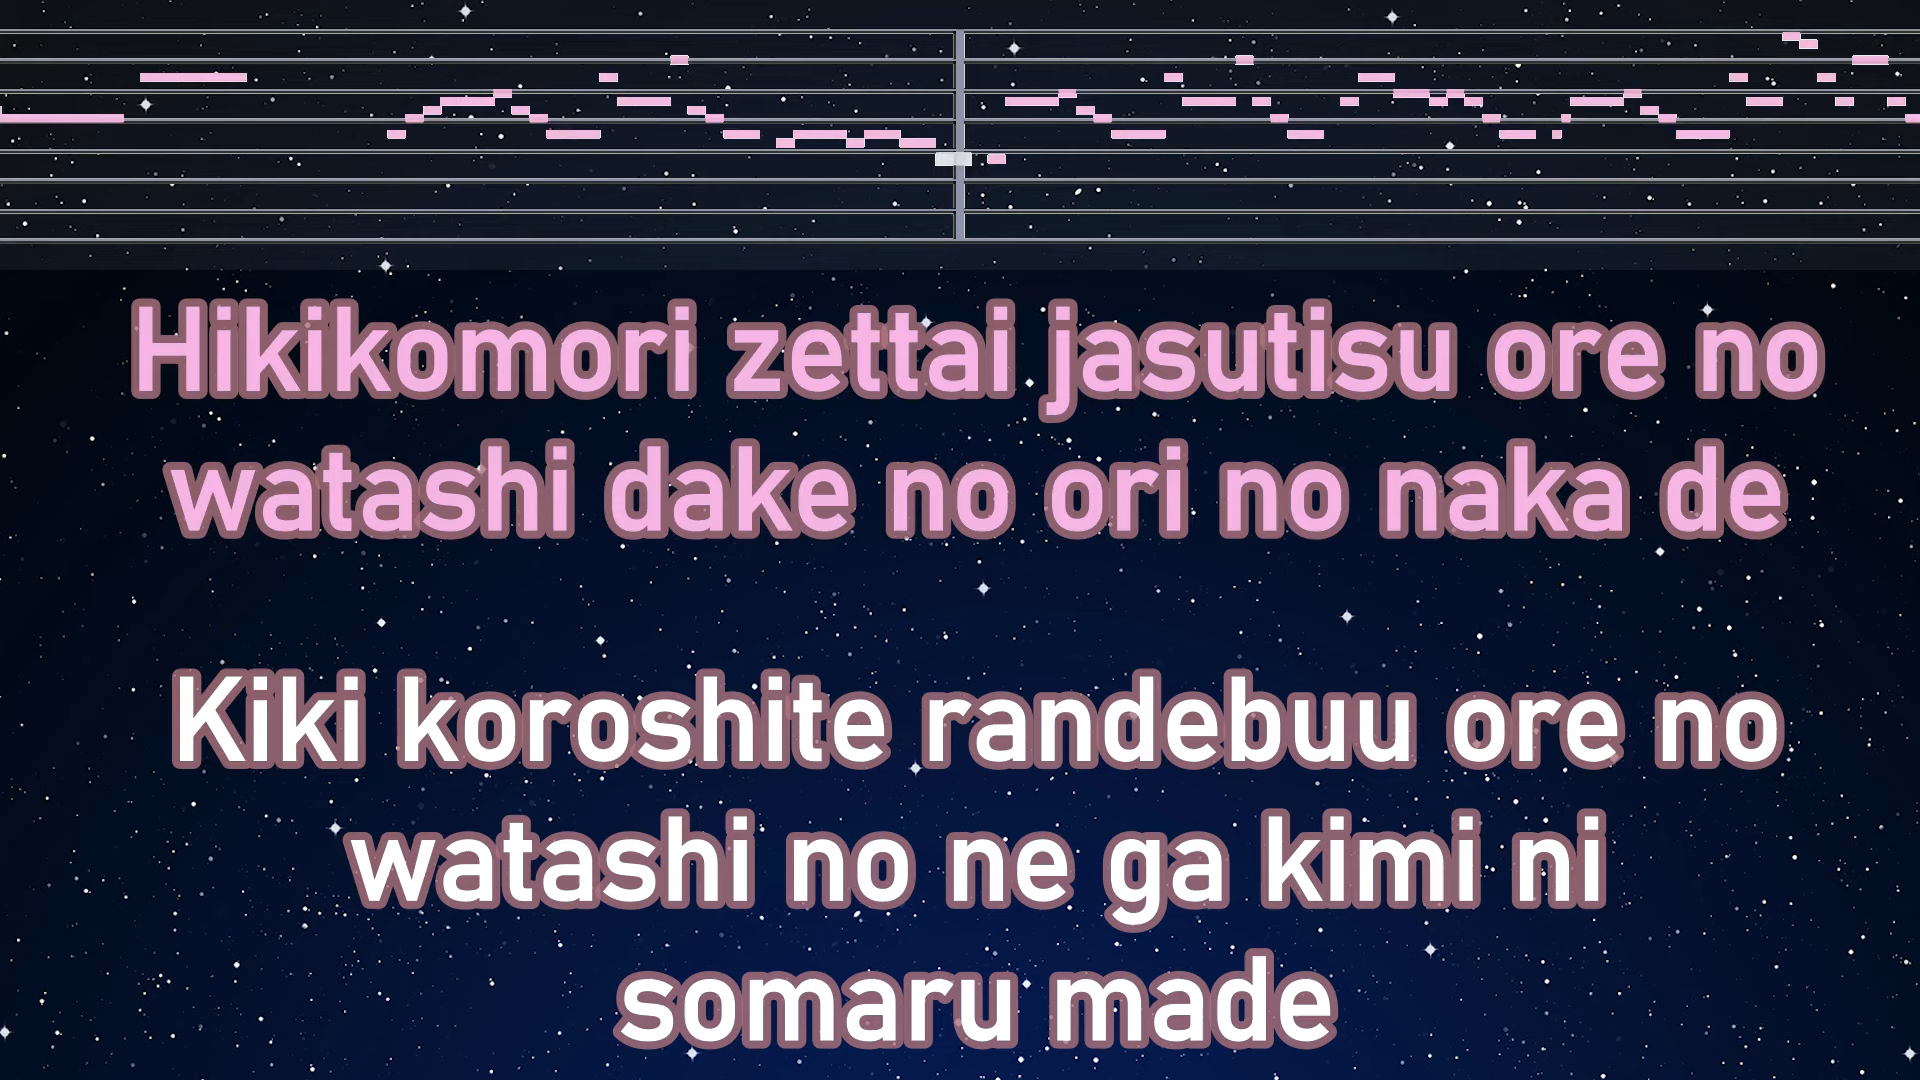 Hikikomori zettai jasutisu ore no
watashi dake no ori no naka de
Kiki koroshite randebuu ore no
watashi no ne ga kimi ni
somaru made